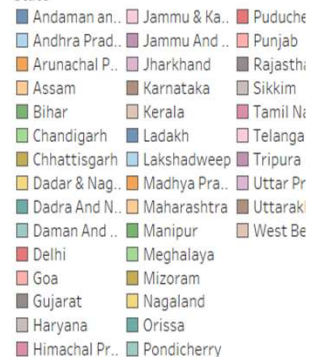 Andaman an.. Jammu & Ka.. Puduche
Andhra Prad.. Jammu And .. Punjab
Arunachal P.. Jharkhand Rajastha
Assam Karnataka Sikkim
Bihar Kerala Tamil Na
Chandigarh Ladakh Telanga
Chhattisgarh Lakshadweep Tripura
Dadar & Nag.. Madhya Pra.. Uttar Pr
Dadra And N.. Maharashtra Uttarak
Daman And .. Manipur West Be
Delhi Meghalaya
Goa Mizoram
Gujarat Nagaland
Haryana Orissa
Himachal Pr.. Pondicherry